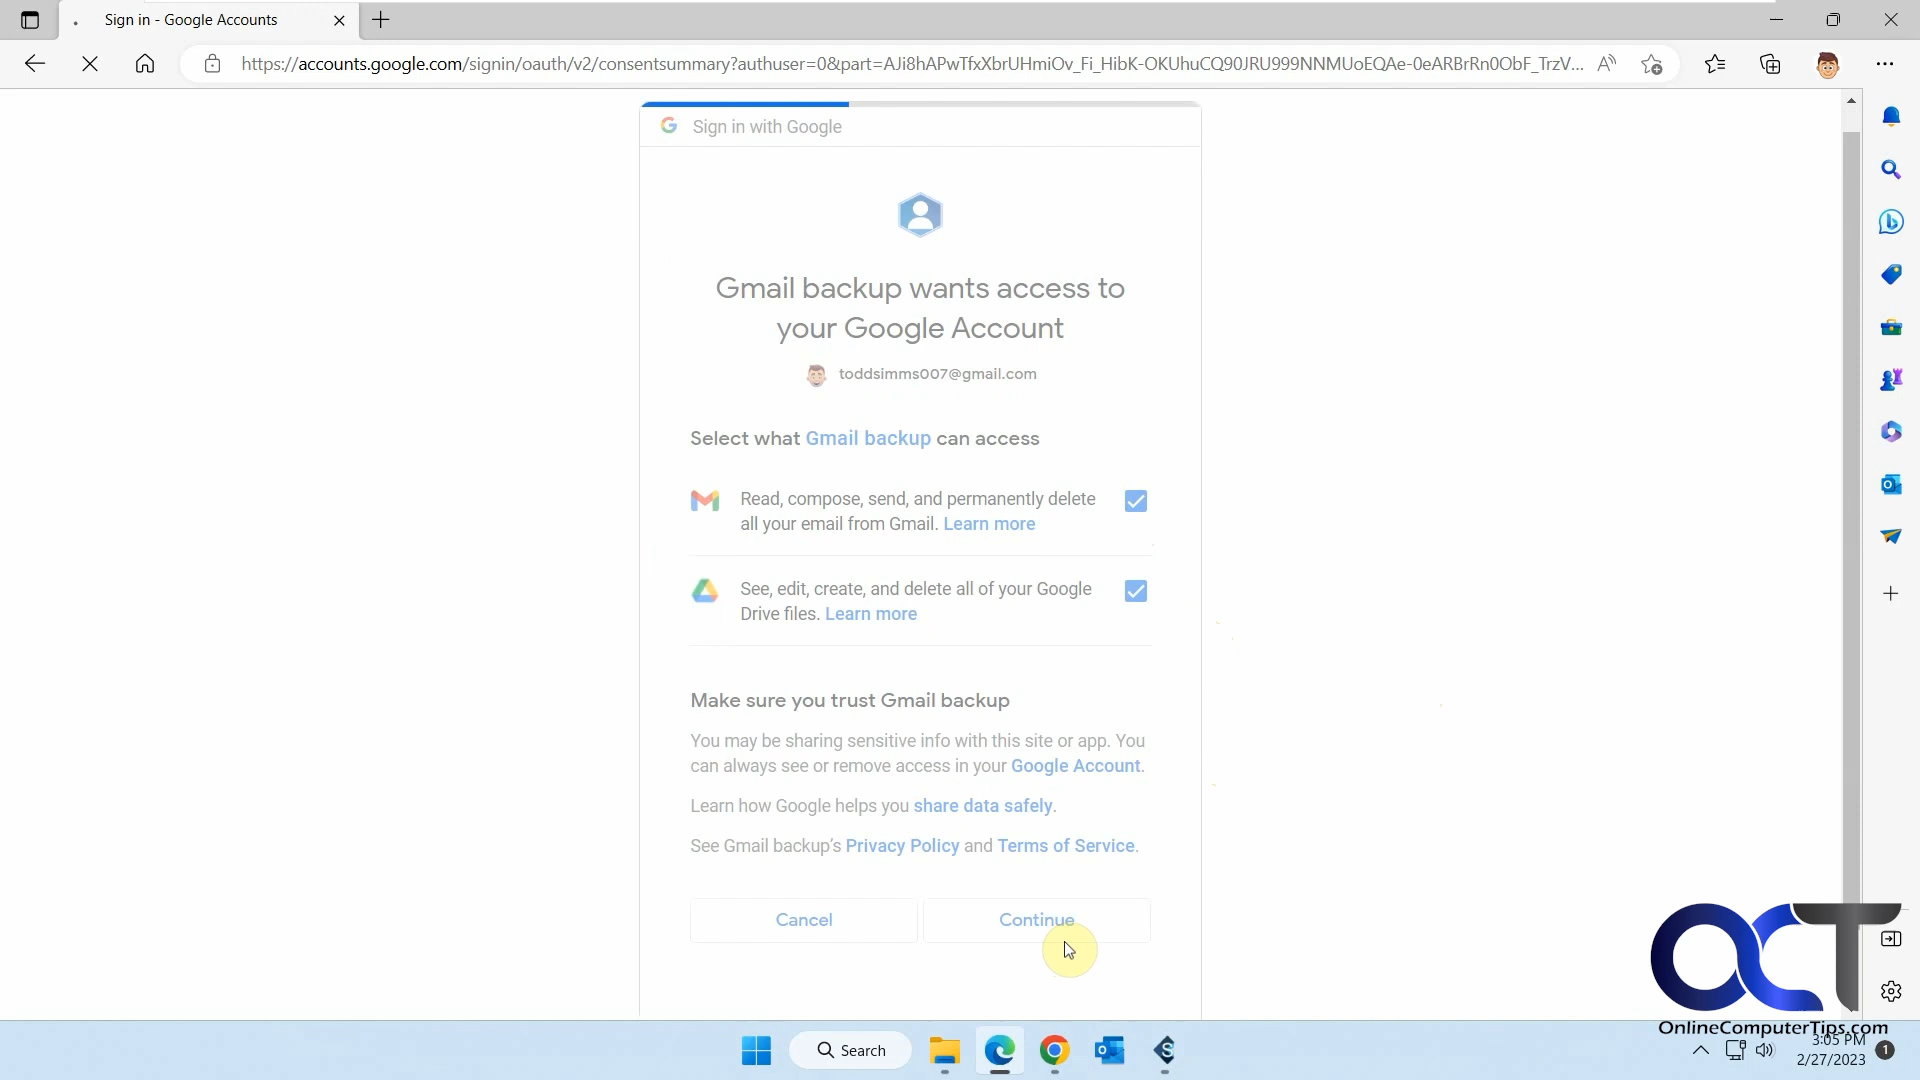 Sign in - Google Accounts
https://accounts.google.com/signin/oauth/v2/consentsummary?authuser=0&part=AJi8hAPwTfxXbrUHmiOv_Fi_HibK-OKUhuCQ90JRU999NNMUoEQAe-0eARBrRn0ObF_TrzV...
Sign in with Google
Gmail backup wants access to
your Google Account
toddsimms007@gmail.com
Select what Gmail backup can access
Read, compose, send, and permanently delete
all your email from Gmail. Learn more
See, edit, create, and delete all of your Google
Drive files. Learn more
Make sure you trust Gmail backup
You may be sharing sensitive info with this site or app. You
can always see or remove access in your Google Account.
Learn how Google helps you share data safely.
See Gmail backup's Privacy Policy and Terms of Service.
Cancel
Continue
OCT
OnlineComputerTips.com
Search
3:05 PM
2/27/2023
1